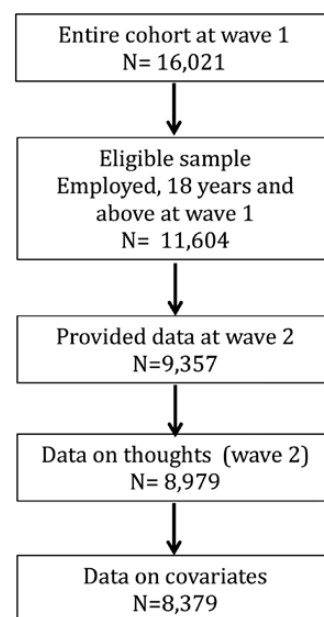 Entire cohort at wave 1
N= 16,021
Eligible sample
Employed, 18 years and
above at wave 1
N= 11,604
Provided data at wave 2
N=9,357
Data on thoughts (wave 2)
N= 8,979
Data on covariates
N=8,379